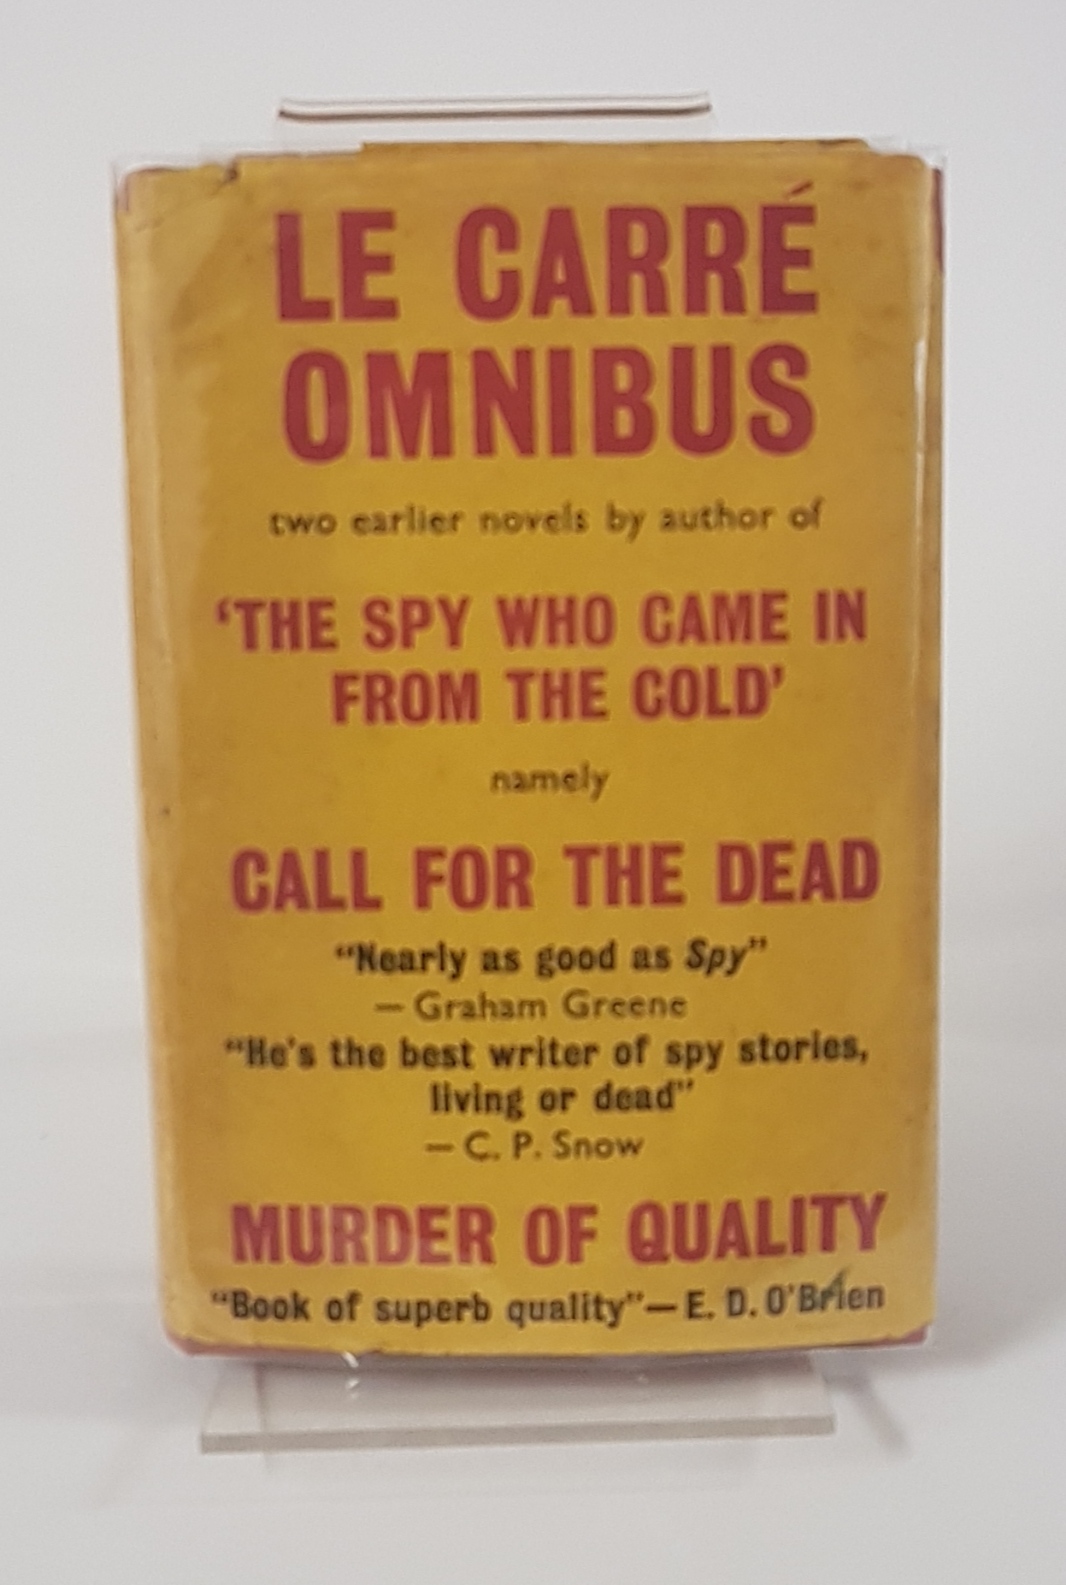 LE CARRÉ
OMNIBUS
two earlier novels by author of
‘THE SPY WHO CAME IN
FROM THE COLD’
namely
CALL FOR THE DEAD
“Nearly as good as Spy”
— Graham Greene
“He's the best writer of spy stories,
living or dead”
— C. P. Snow
MURDER OF QUALITY
“Book of superb quality”— E. D. O'Brien